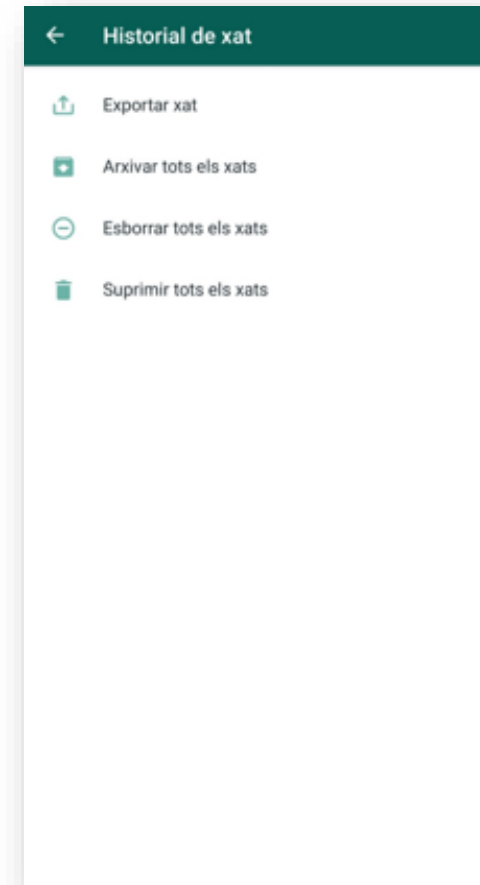 Historial de xat
Exportar xat
Arxivar tots els xats
Esborrar tots els xats
Suprimir tots els xats